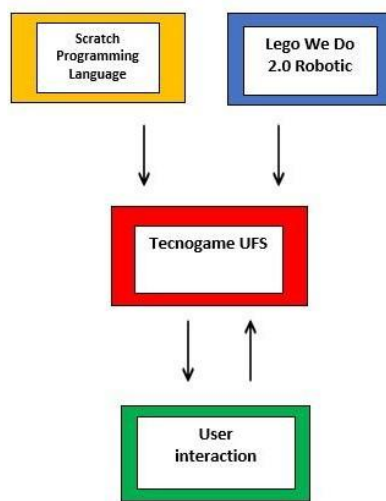 Scratch
Programming
Language
Lego We Do
2.0 Robotic
Tecnogame UFS
User
interaction